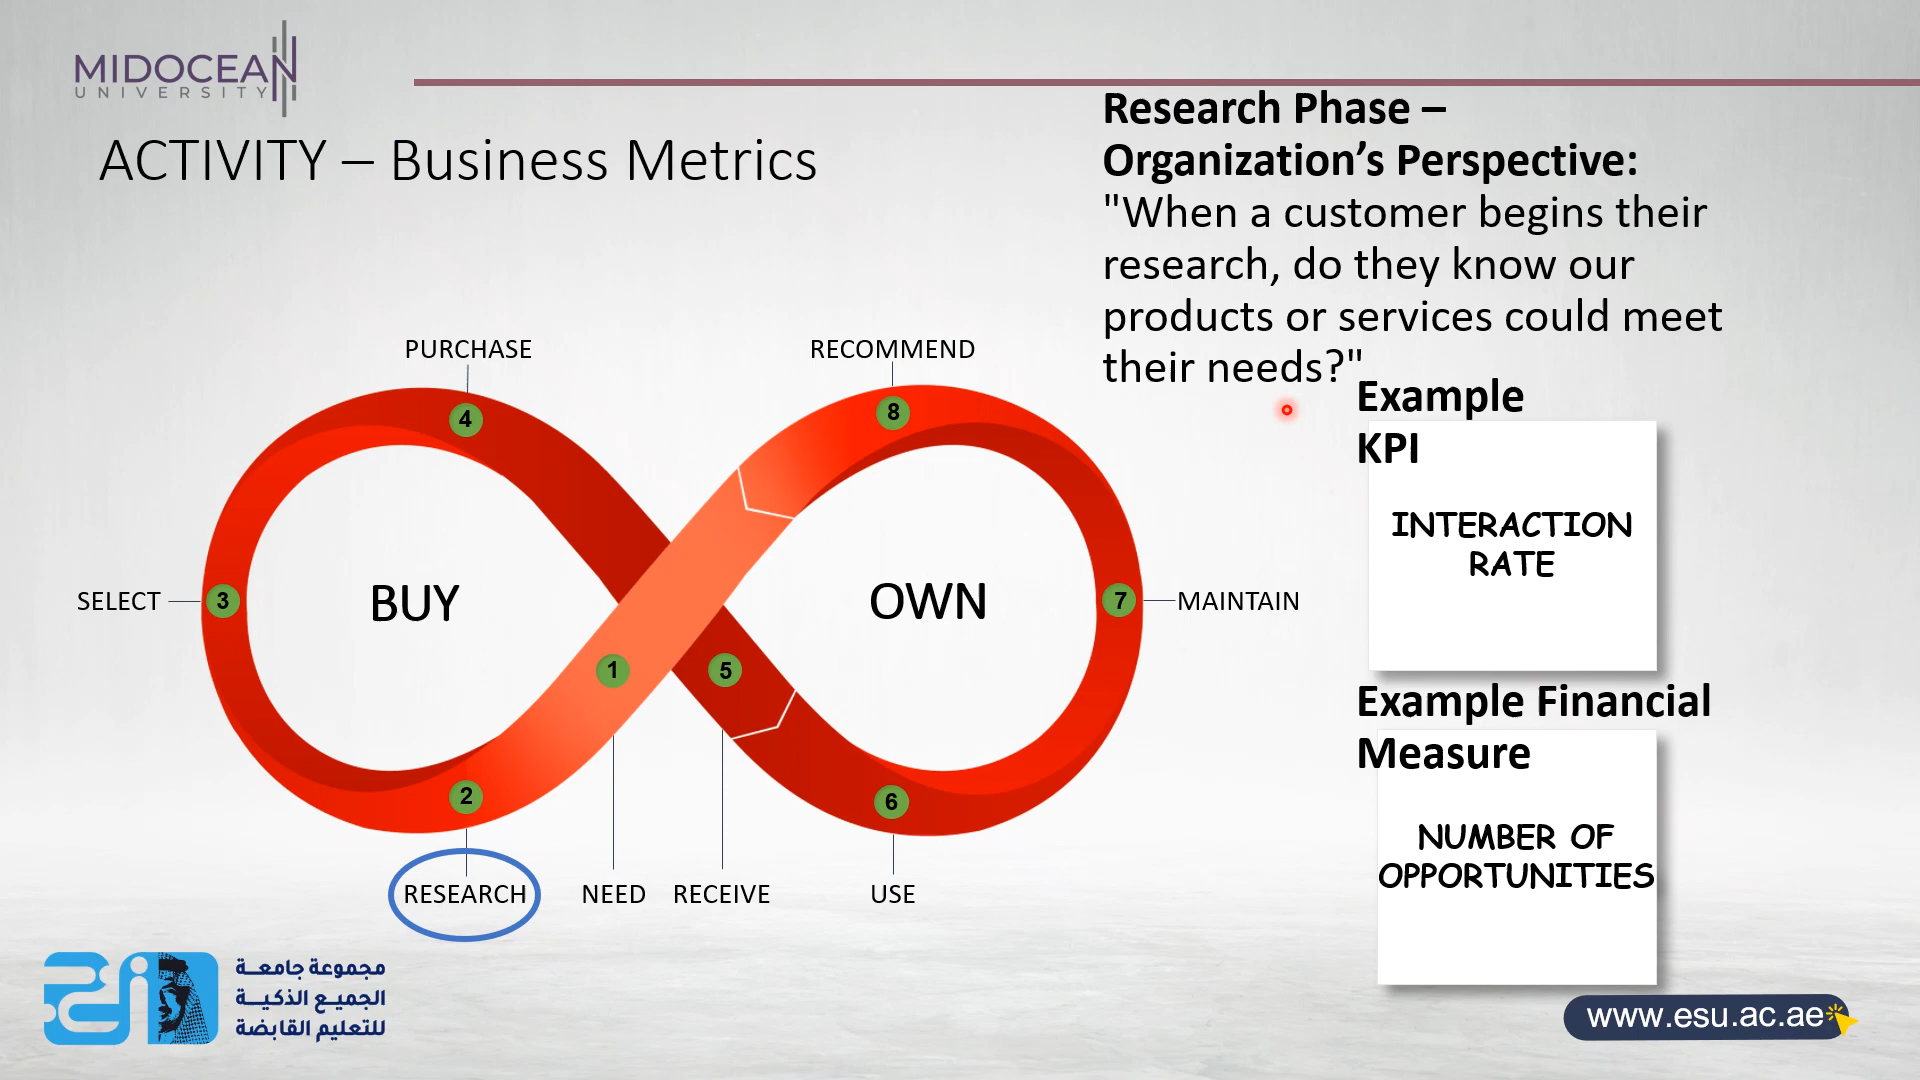 MIDOCEAN
UNIVERSITY
ACTIVITY – Business Metrics
Research Phase –
Organization’s Perspective:
"When a customer begins their
research, do they know our
products or services could meet
their needs?"
PURCHASE
RECOMMEND
4
8
SELECT
3
BUY
OWN
7
MAINTAIN
1
5
2
6
RESEARCH
NEED
RECEIVE
USE
Example
KPI
INTERACTION
RATE
Example Financial
Measure
NUMBER OF
OPPORTUNITIES
مجموعة جامعة
الجميع الذكية
للتعليم القابضة
www.esu.ac.ae